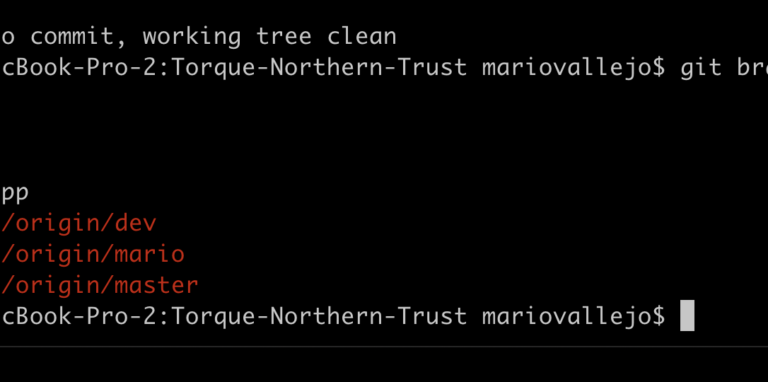 o commit, working tree clean
cBook-Pro-2:Torque-Northern-Trust mariovallejo$ git bra
pp
/origin/dev
/origin/mario
/origin/master
cBook-Pro-2:Torque-Northern-Trust mariovallejo$